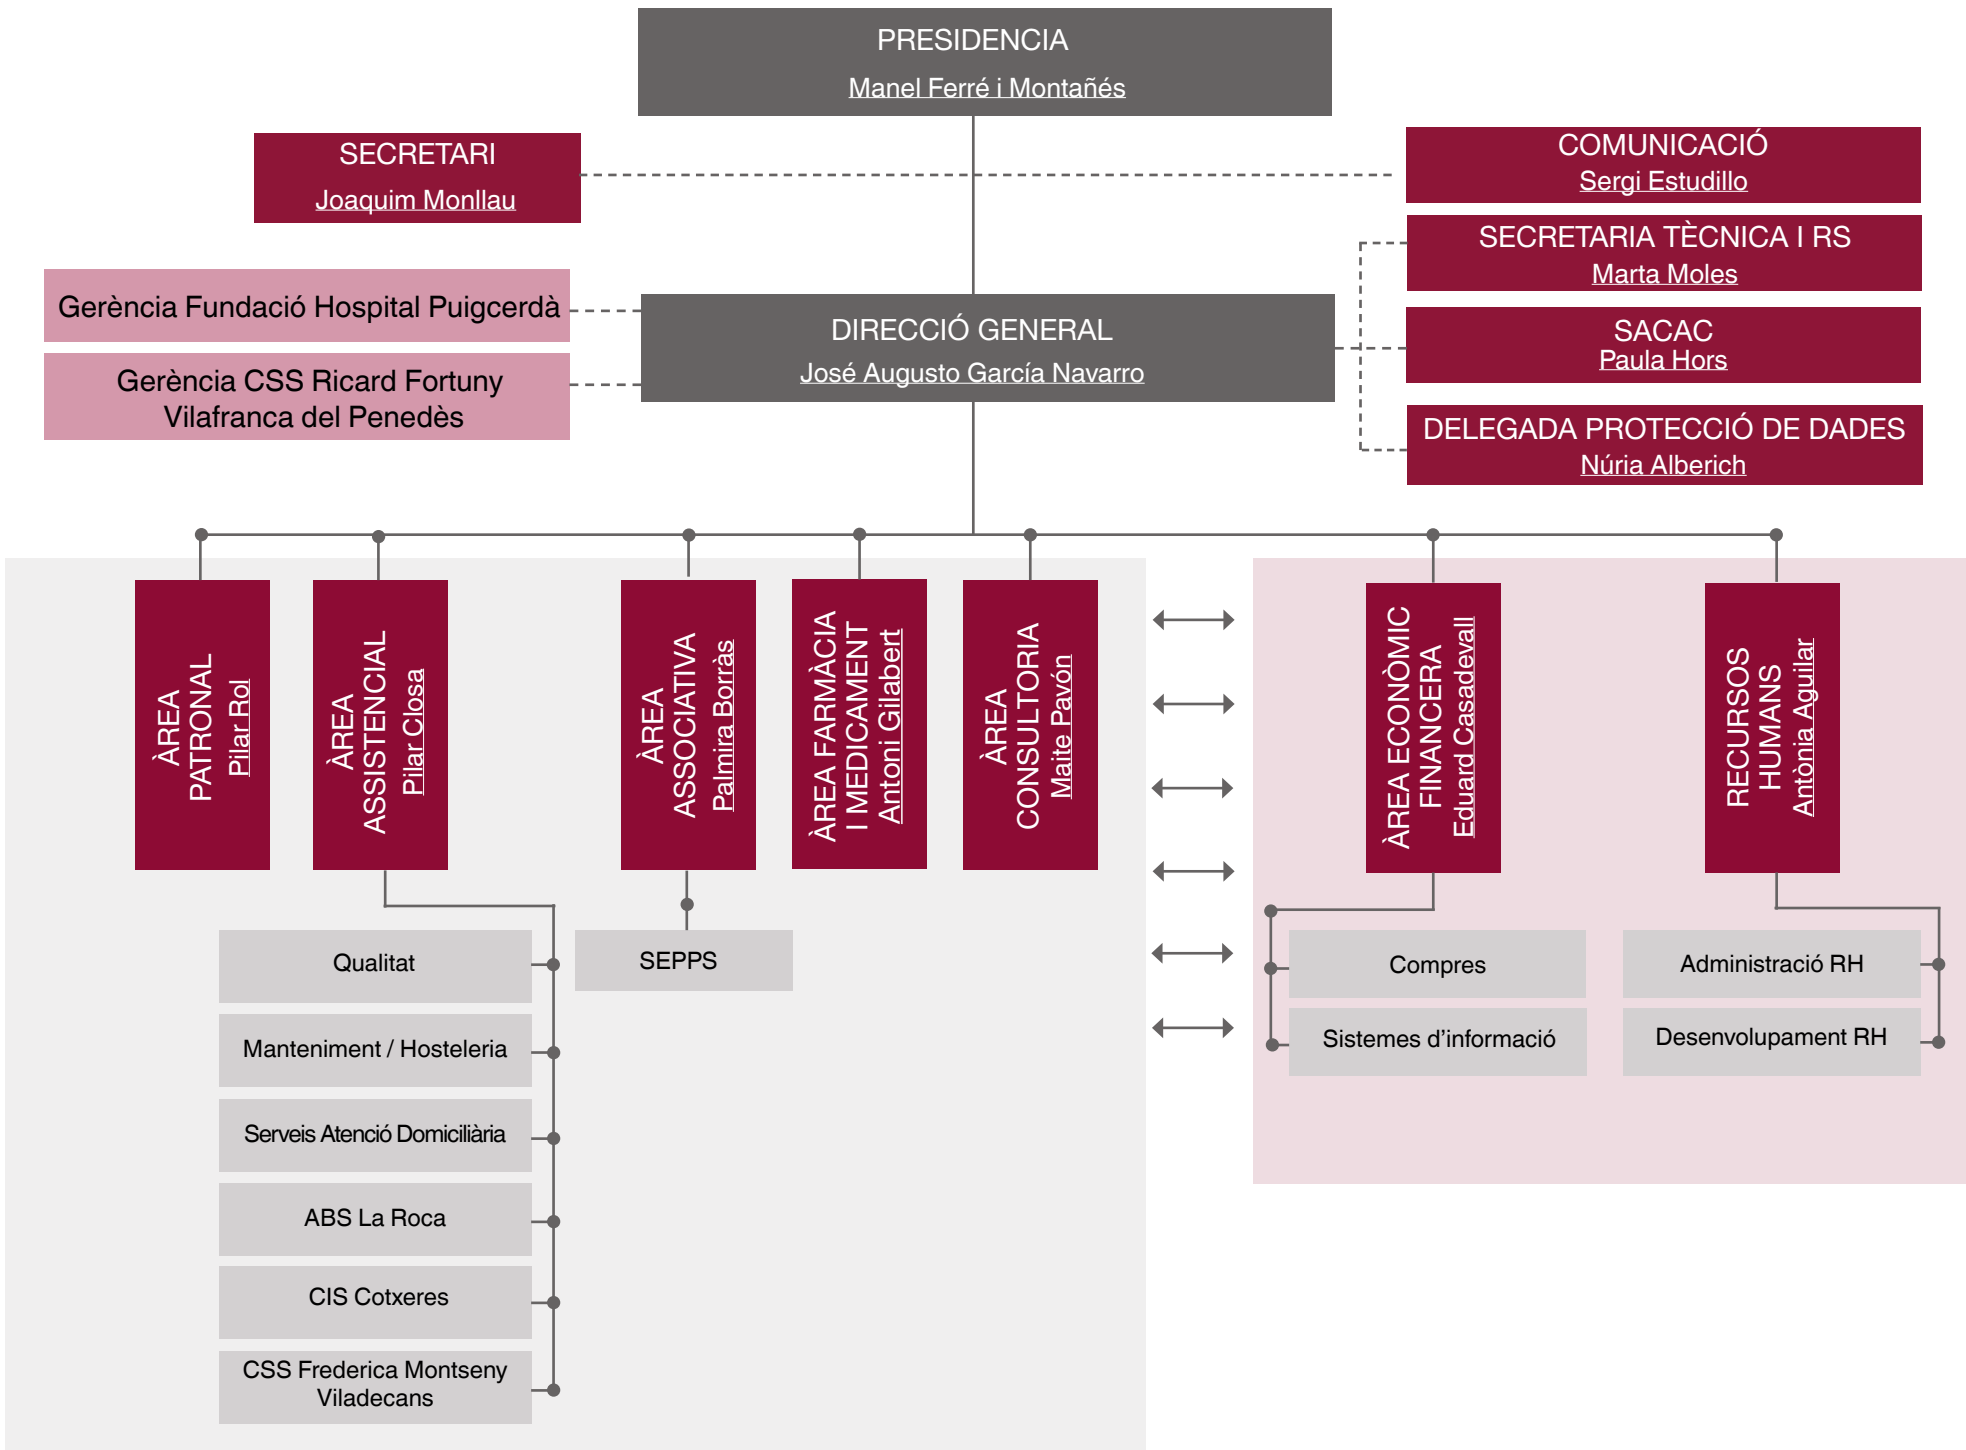 PRESIDENCIA
Manel Ferré i Montañés
SECRETARI
Joaquim Monllau
COMUNICACIÓ
Sergi Estudillo
SECRETARIA TÈCNICA I RS
Marta Moles
Gerència Fundació Hospital Puigcerdà
Gerència CSS Ricard Fortuny
Vilafranca del Penedès
DIRECCIÓ GENERAL
José Augusto García Navarro
SACAC
Paula Hors
DELEGADA PROTECCIÓ DE DADES
Núria Alberich
ÀREA
PATRONAL
Pilar Rol
ÀREA
ASSISTENCIAL
Pilar Closa
ÀREA
ASSOCIATIVA
Palmira Borràs
ÀREA FARMÀCIA
I MEDICAMENT
Antoni Gilabert
ÀREA
CONSULTORIA
Maite Pavón
ÀREA ECONÒMIC
FINANCERA
Eduard Casadevall
RECURSOS
HUMANS
Antònia Aguilar
Qualitat
Manteniment / Hosteleria
Serveis Atenció Domiciliària
ABS La Roca
CIS Cotxeres
CSS Frederica Montseny
Viladecans
SEPPS
Compres
Sistemes d’informació
Administració RH
Desenvolupament RH